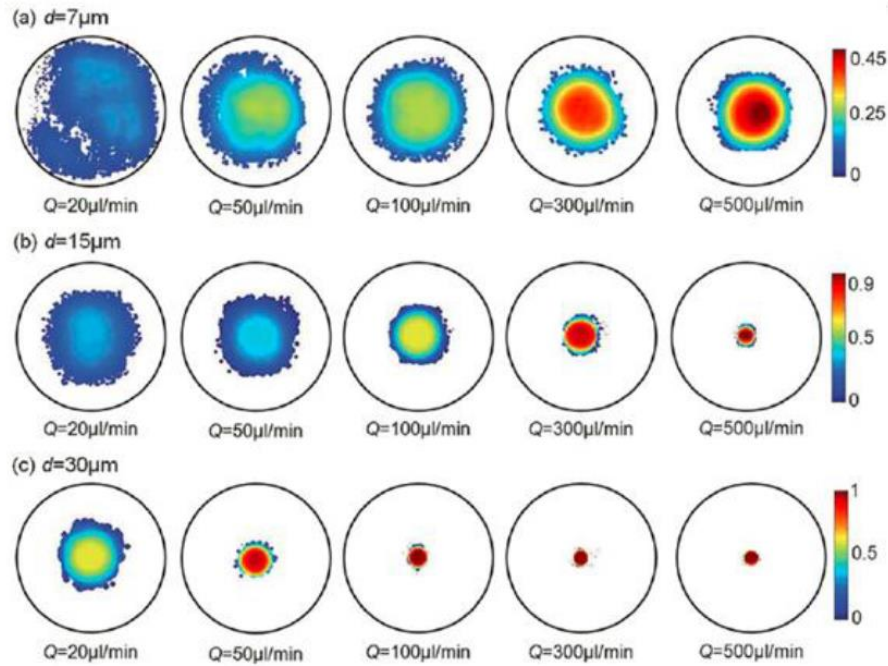 (a) d=7μm
0.45
0.25
0
Q=20μl/min Q=50μl/min Q=100μl/min Q=300μl/min Q=500μl/min
(b) d=15μm
0.9
0.5
0
Q=20μl/min Q=50μl/min Q=100μl/min Q=300μl/min Q=500μl/min
(c) d=30μm
1
0.5
0
Q=20μl/min Q=50μl/min Q=100μl/min Q=300μl/min Q=500μl/min